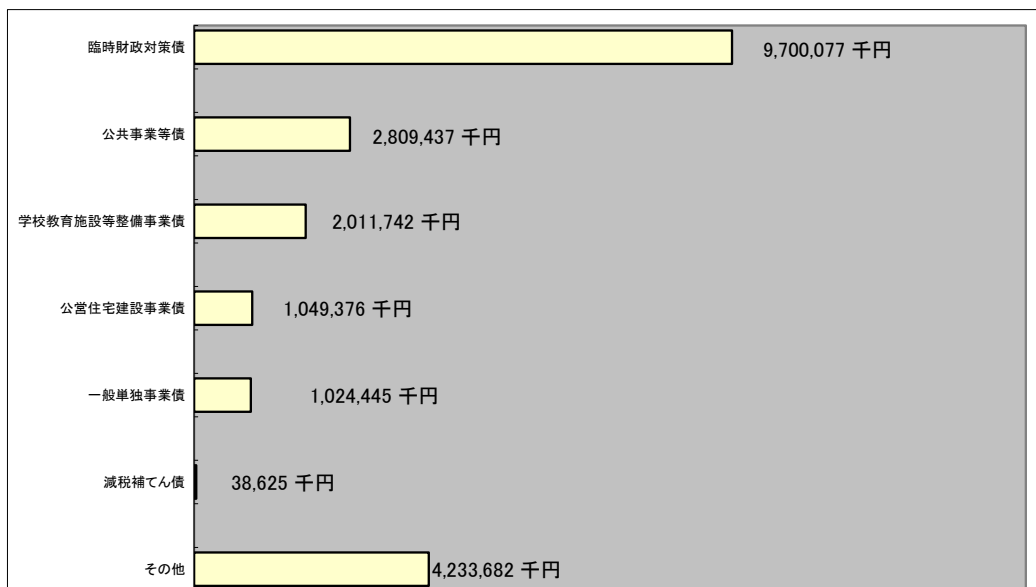 臨時財政対策債 9,700,077 千円
公共事業等債 2,809,437 千円
学校教育施設等整備事業債 2,011,742 千円
公営住宅建設事業債 1,049,376 千円
一般単独事業債 1,024,445 千円
減税補てん債 38,625 千円
その他 4,233,682 千円